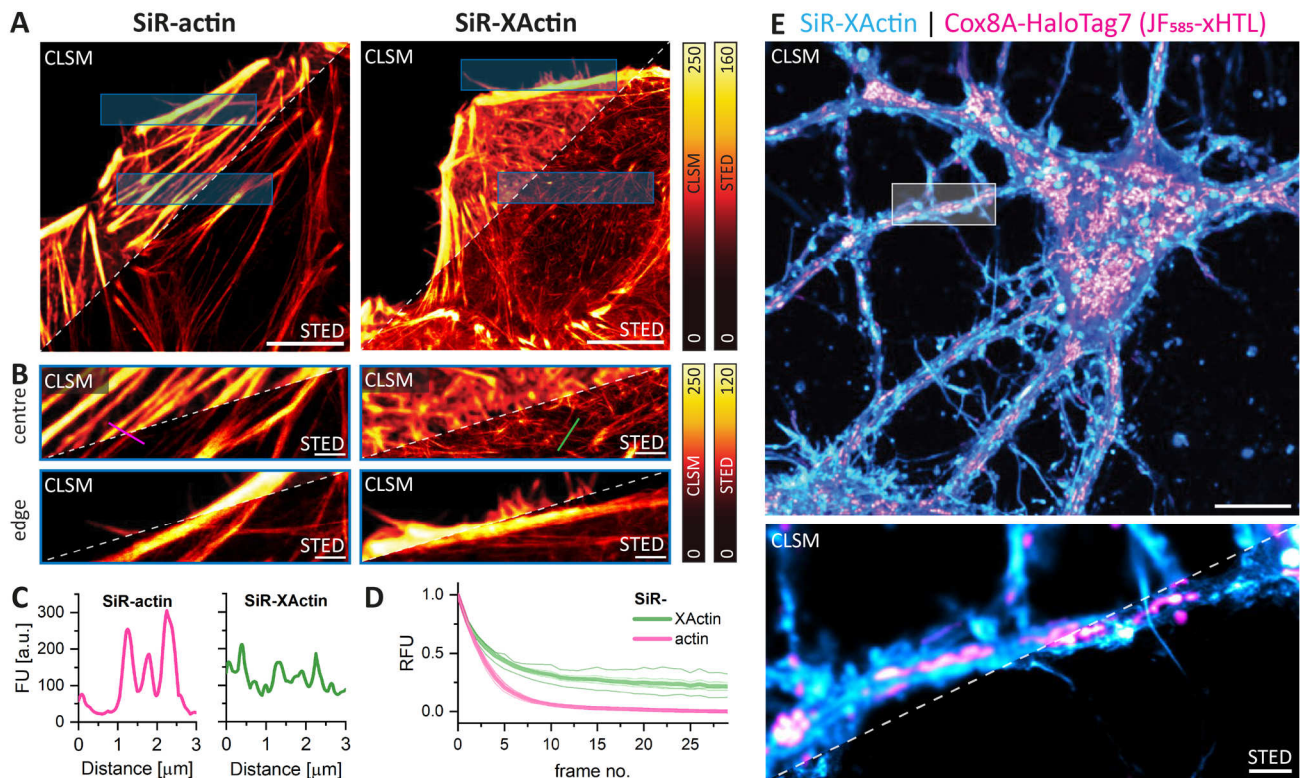 A
SiR-actin
SiR-XActin
CLSM
STED
CLSM
STED
0 CLSM 250
0 STED 160
B
centre
CLSM
STED
CLSM
STED
edge
CLSM
STED
CLSM
STED
0 CLSM 250
0 STED 120
C
SiR-actin
SiR-XActin
FU [a.u.]
300
200
100
0
0 1 2 3
0 1 2 3
Distance [μm]
Distance [μm]
D
SiR-
XActin
actin
RFU
1.0
0.5
0.0
0 5 10 15 20 25
frame no.
E SiR-XActin | Cox8A-HaloTag7 (JF₅₈₅-xHTL)
CLSM
CLSM
STED